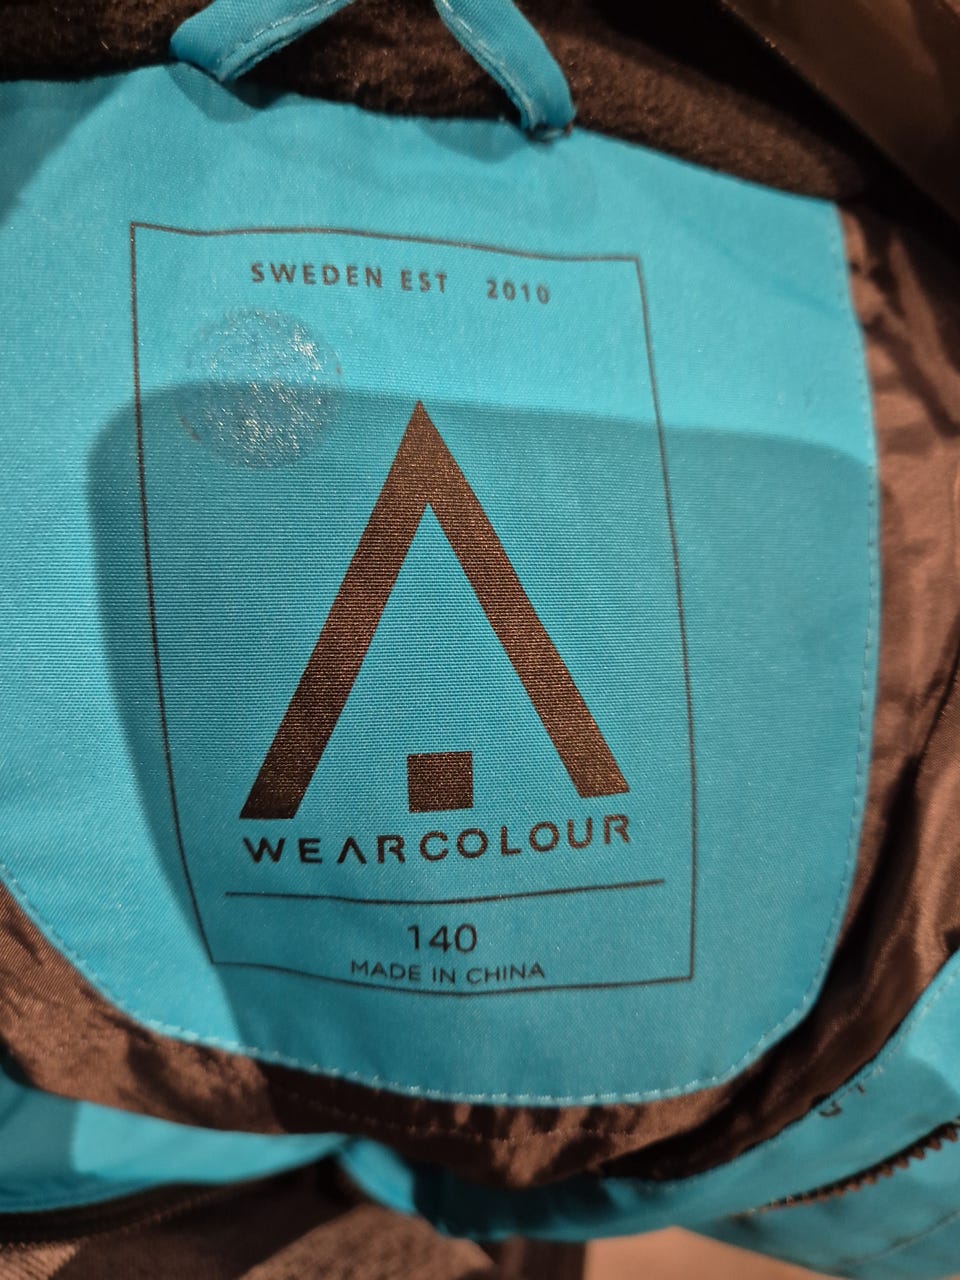 SWEDEN EST 2010
WEARCOLOUR
140
MADE IN CHINA